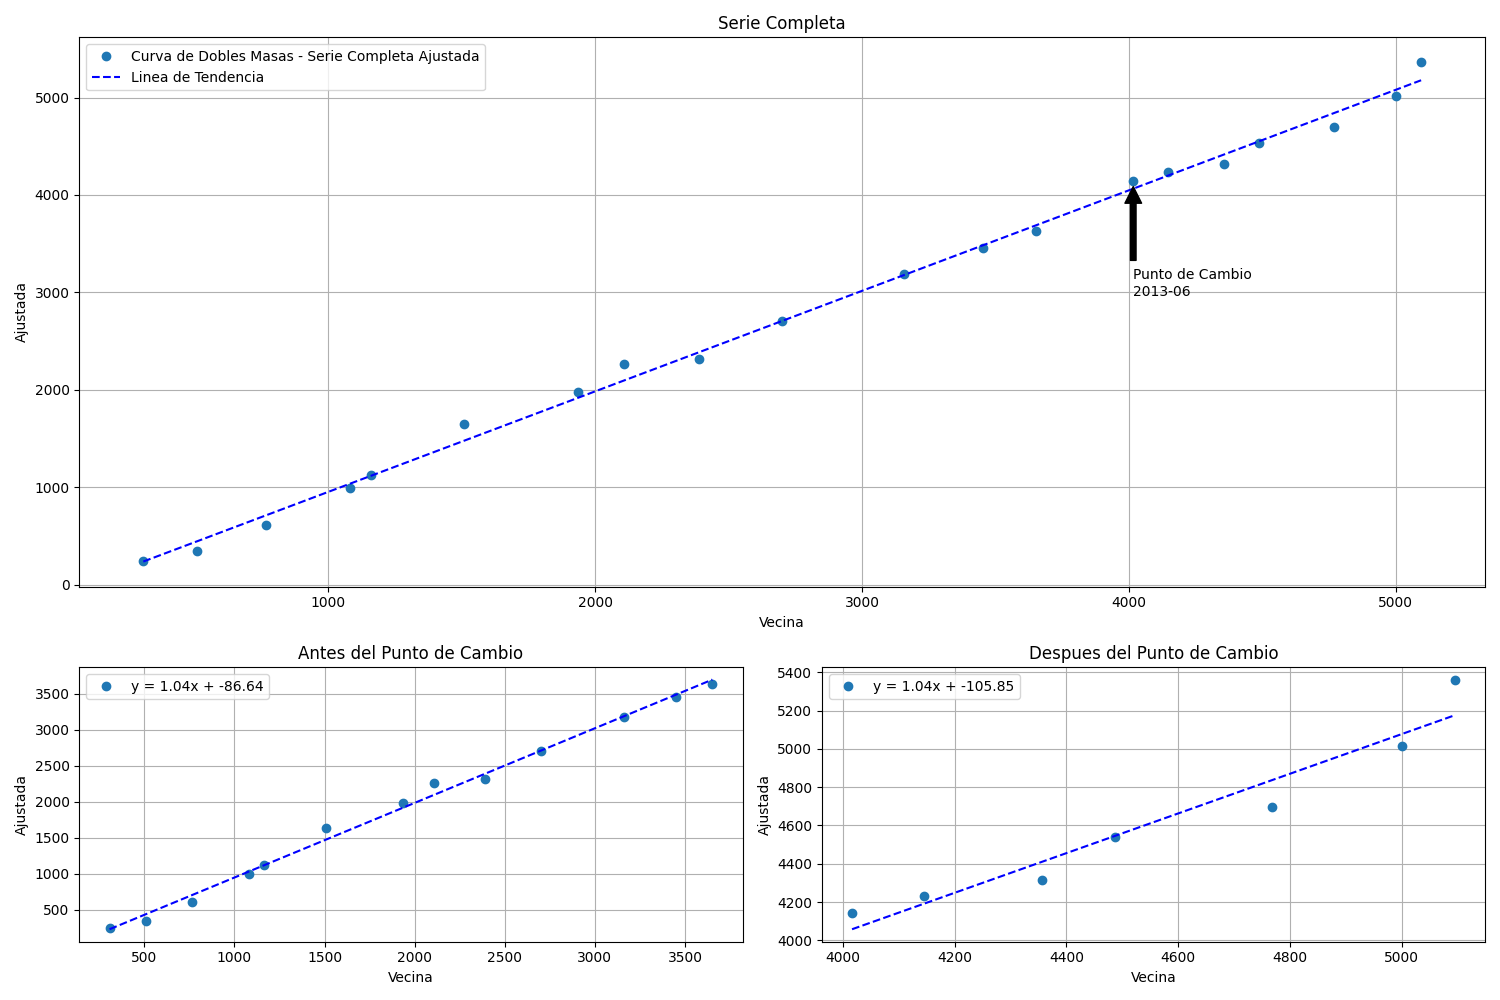 Serie Completa
Curva de Dobles Masas - Serie Completa Ajustada
Linea de Tendencia
5000
4000
3000
2000
1000
0
Ajustada
Punto de Cambio
2013-06
1000 2000 3000 4000 5000
Vecina
Antes del Punto de Cambio
y = 1.04x + -86.64
3500
3000
2500
2000
1500
1000
500
Ajustada
500 1000 1500 2000 2500 3000 3500
Vecina
Despues del Punto de Cambio
y = 1.04x + -105.85
5400
5200
5000
4800
4600
4400
4200
4000
Ajustada
4000 4200 4400 4600 4800 5000
Vecina